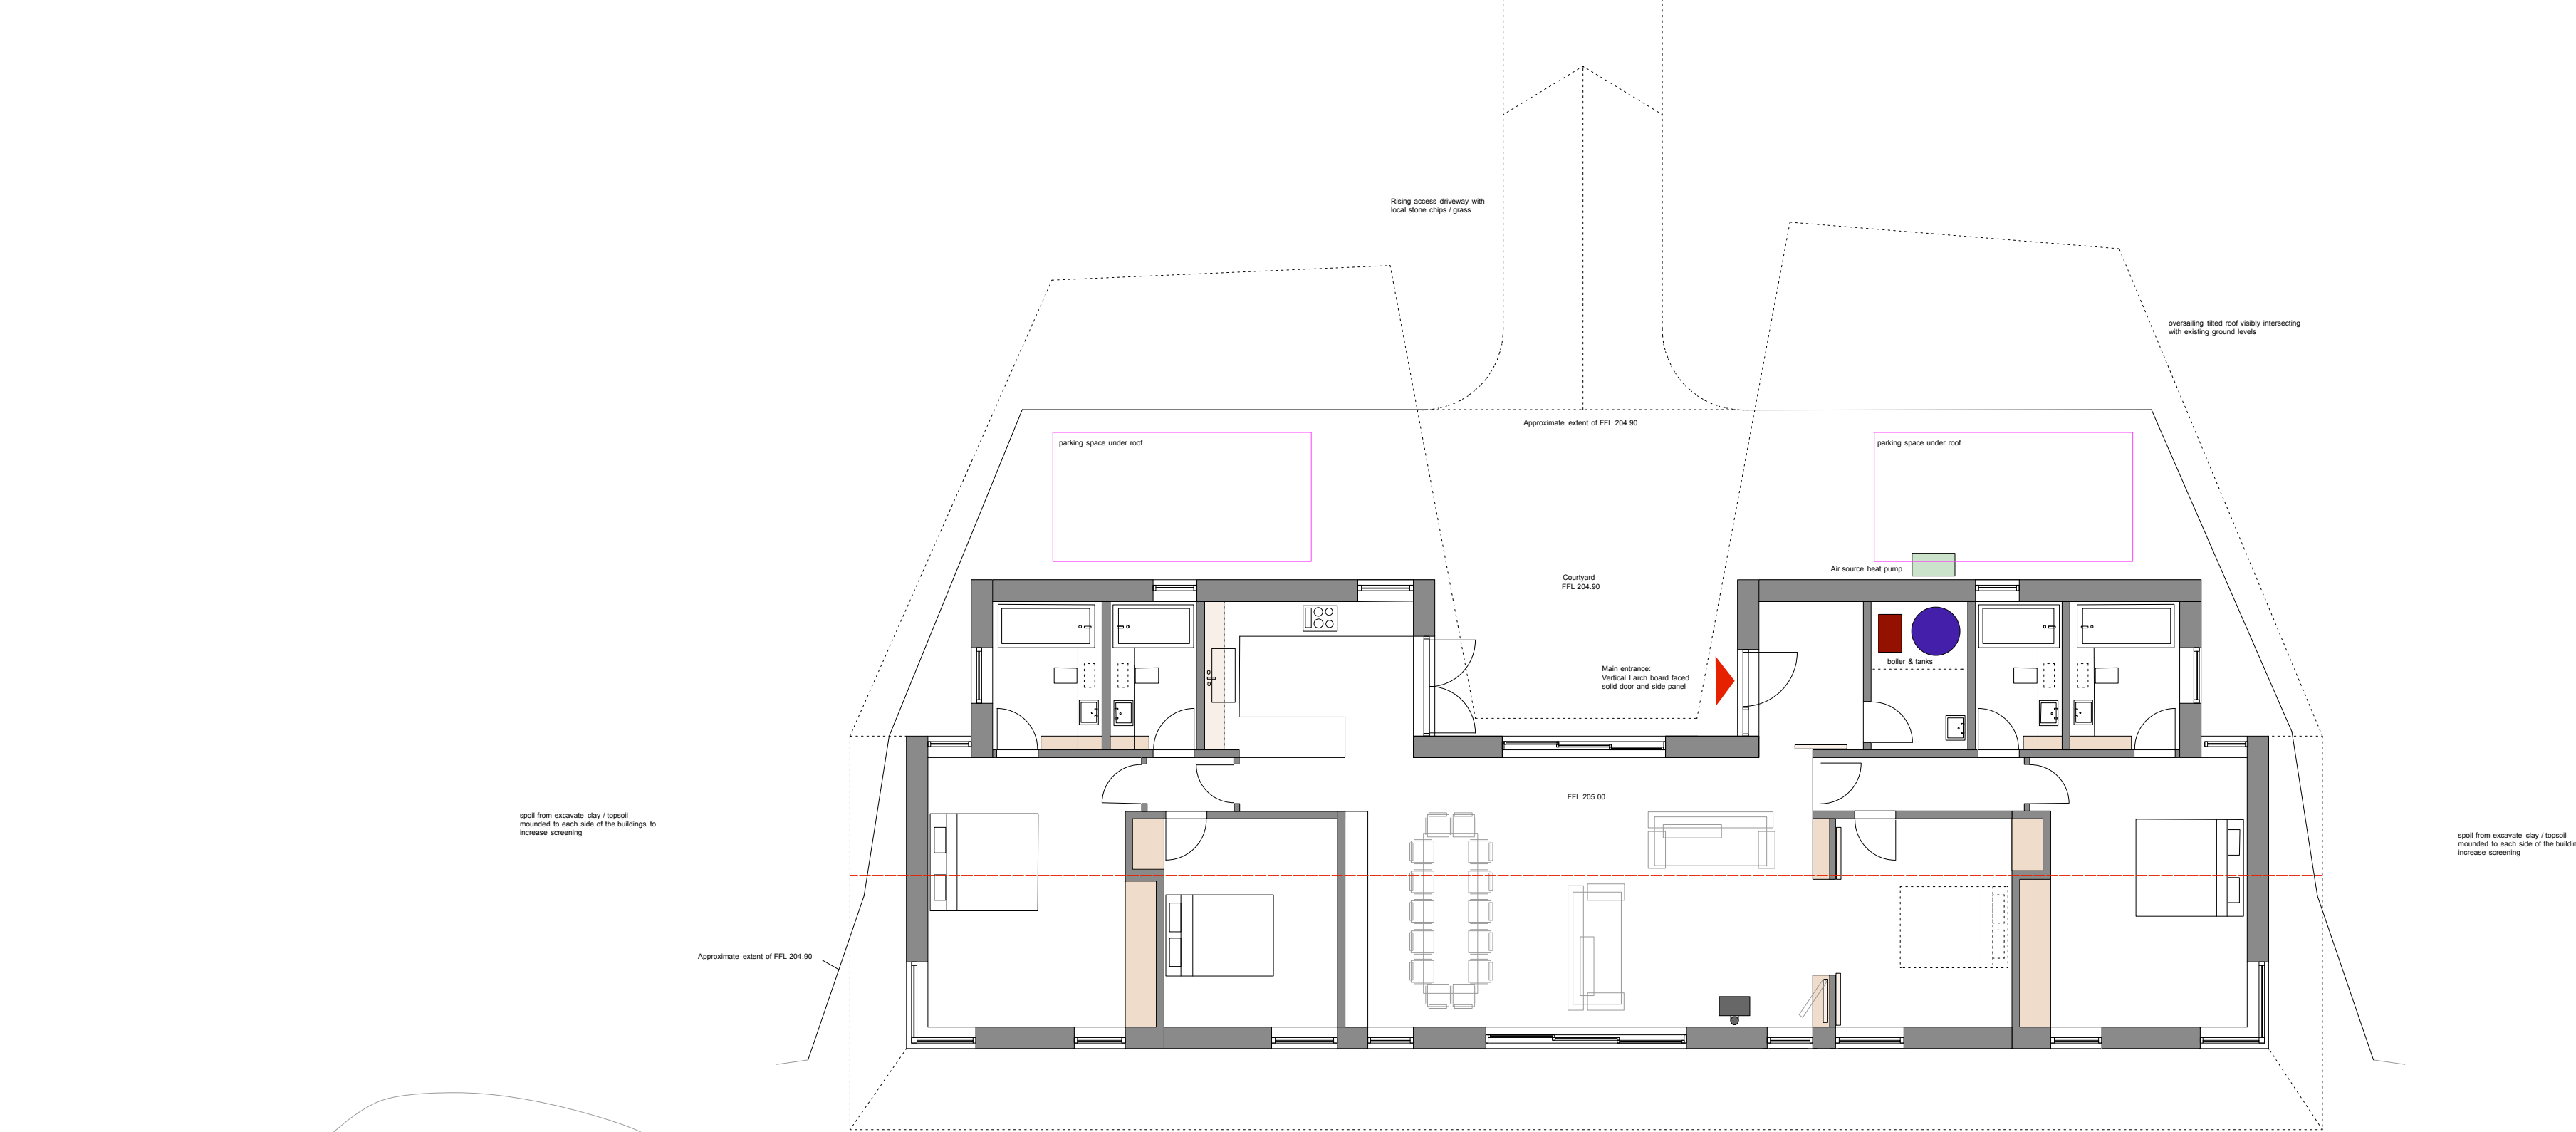 Rising access driveway with
local stone chips / grass
oversailing tilted roof visibly intersecting
with existing ground levels
Approximate extent of FFL 204.90
parking space under roof
parking space under roof
Air source heat pump
Courtyard
FFL 204.90
boiler & tanks
Main entrance:
Vertical Larch board faced
solid door and side panel
FFL 205.00
spoil from excavate clay / topsoil
mounded to each side of the buildings to
increase screening
spoil from excavate clay / topsoil
mounded to each side of the buildin
increase screening
Approximate extent of FFL 204.90